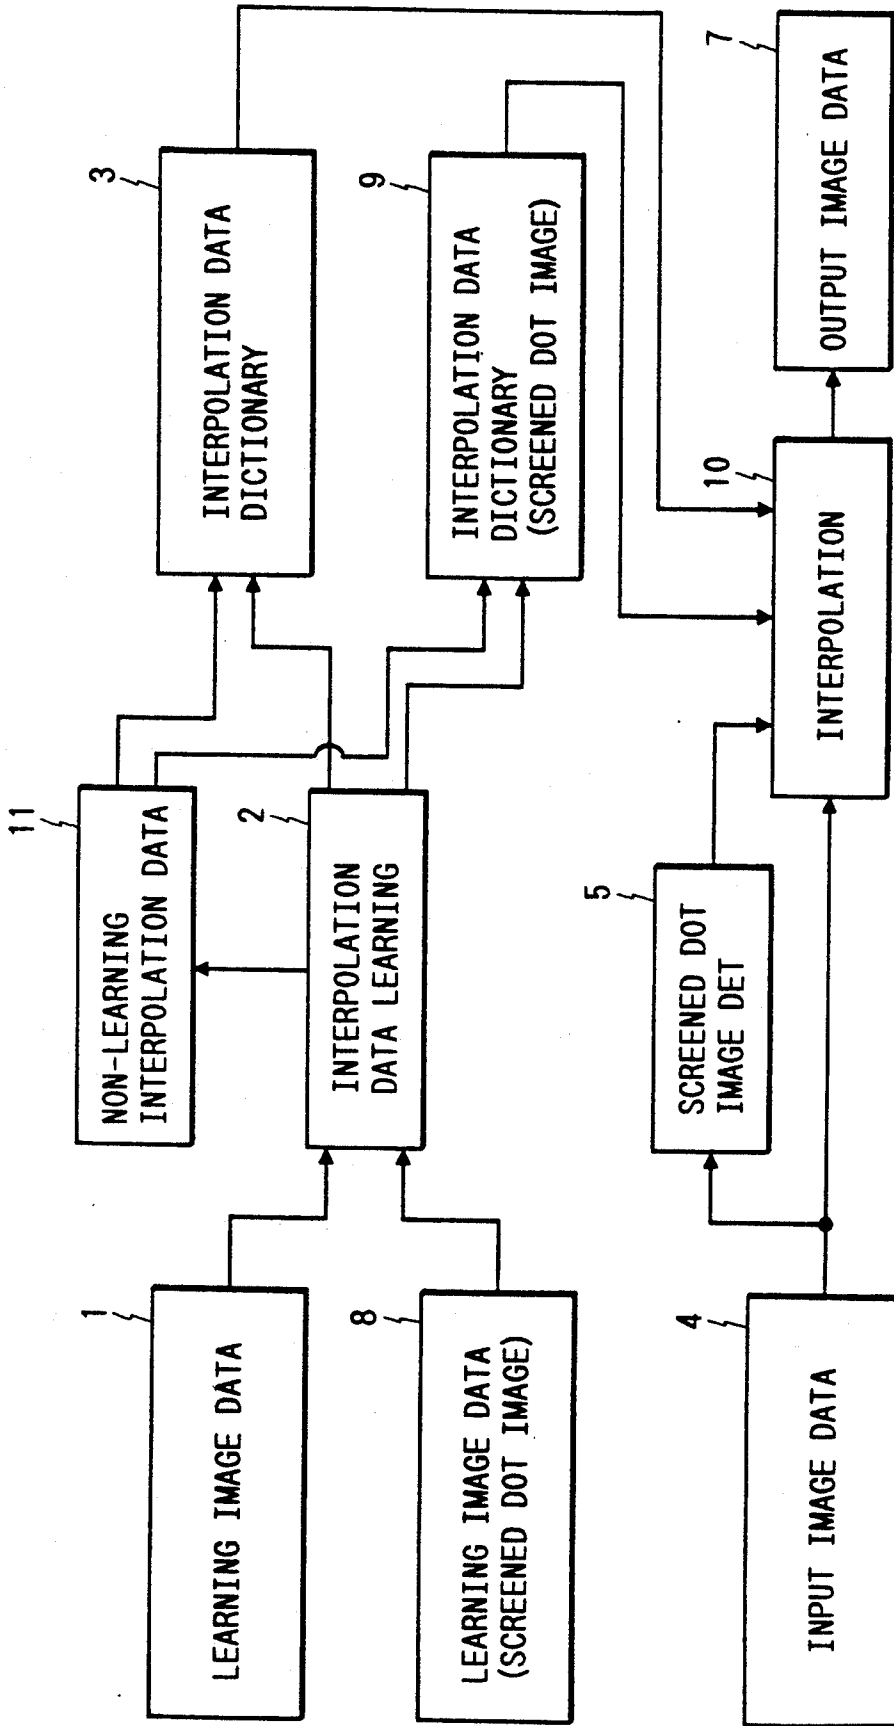 1
LEARNING IMAGE DATA
8
LEARNING IMAGE DATA
(SCREENED DOT IMAGE)
4
INPUT IMAGE DATA
11
NON-LEARNING
INTERPOLATION DATA
2
INTERPOLATION
DATA LEARNING
5
SCREENED DOT
IMAGE DET
3
INTERPOLATION DATA
DICTIONARY
9
INTERPOLATION DATA
DICTIONARY
(SCREENED DOT IMAGE)
10
INTERPOLATION
7
OUTPUT IMAGE DATA